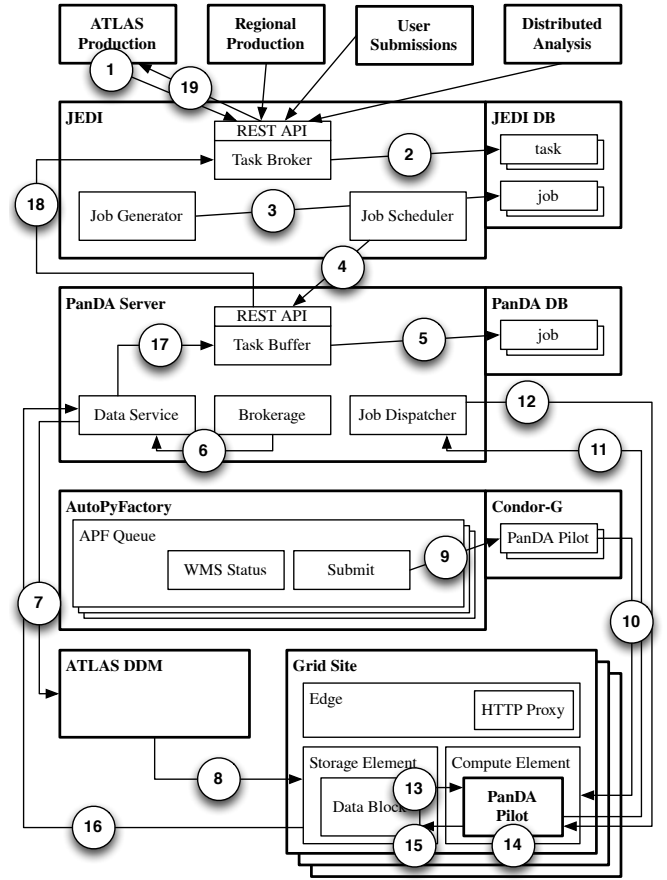 ATLAS
Production
Regional
Production
User
Submissions
Distributed
Analysis
1
19
JEDI
REST API
Task Broker
2
JEDI DB
task
job
18
Job Generator
3
Job Scheduler
4
PanDA Server
REST API
Task Buffer
17
5
PanDA DB
job
12
Data Service
Brokerage
Job Dispatcher
6
11
AutoPyFactory
APF Queue
WMS Status
Submit
9
Condor-G
PanDA Pilot
7
10
ATLAS DDM
Grid Site
Edge
HTTP Proxy
8
Storage Element
Data Block
13
Compute Element
PanDA
Pilot
16
15
14